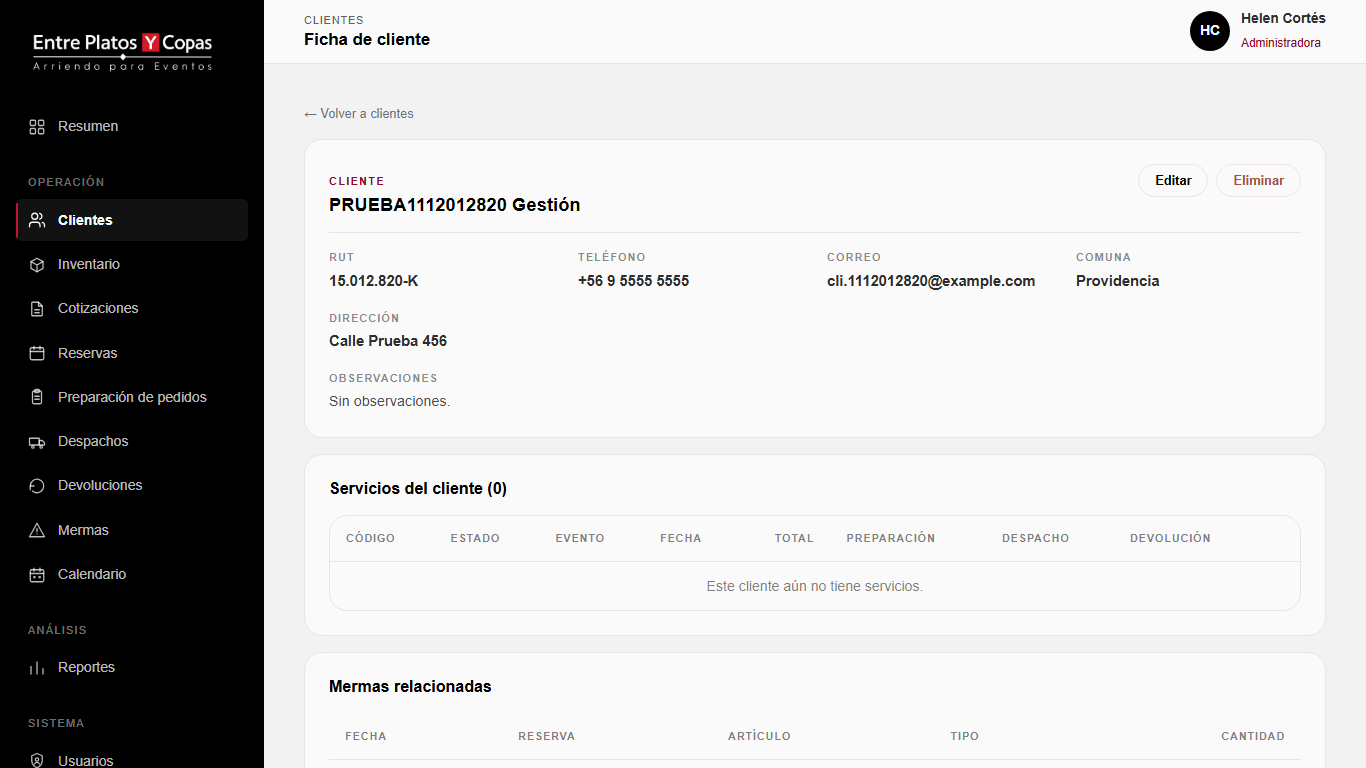 Entre Platos Y Copas
Arriendo para Eventos
Resumen
OPERACIÓN
Clientes
Inventario
Cotizaciones
Reservas
Preparación de pedidos
Despachos
Devoluciones
Mermas
Calendario
ANÁLISIS
Reportes
SISTEMA
Usuarios
CLIENTES
Ficha de cliente
HC
Helen Cortés
Administradora
← Volver a clientes
CLIENTE
PRUEBA1112012820 Gestión
Editar
Eliminar
RUT TELÉFONO CORREO COMUNA
15.012.820-K +56 9 5555 5555 cli.1112012820@example.com Providencia
DIRECCIÓN
Calle Prueba 456
OBSERVACIONES
Sin observaciones.
Servicios del cliente (0)
CÓDIGO ESTADO EVENTO FECHA TOTAL PREPARACIÓN DESPACHO DEVOLUCIÓN
Este cliente aún no tiene servicios.
Mermas relacionadas
FECHA RESERVA ARTÍCULO TIPO CANTIDAD